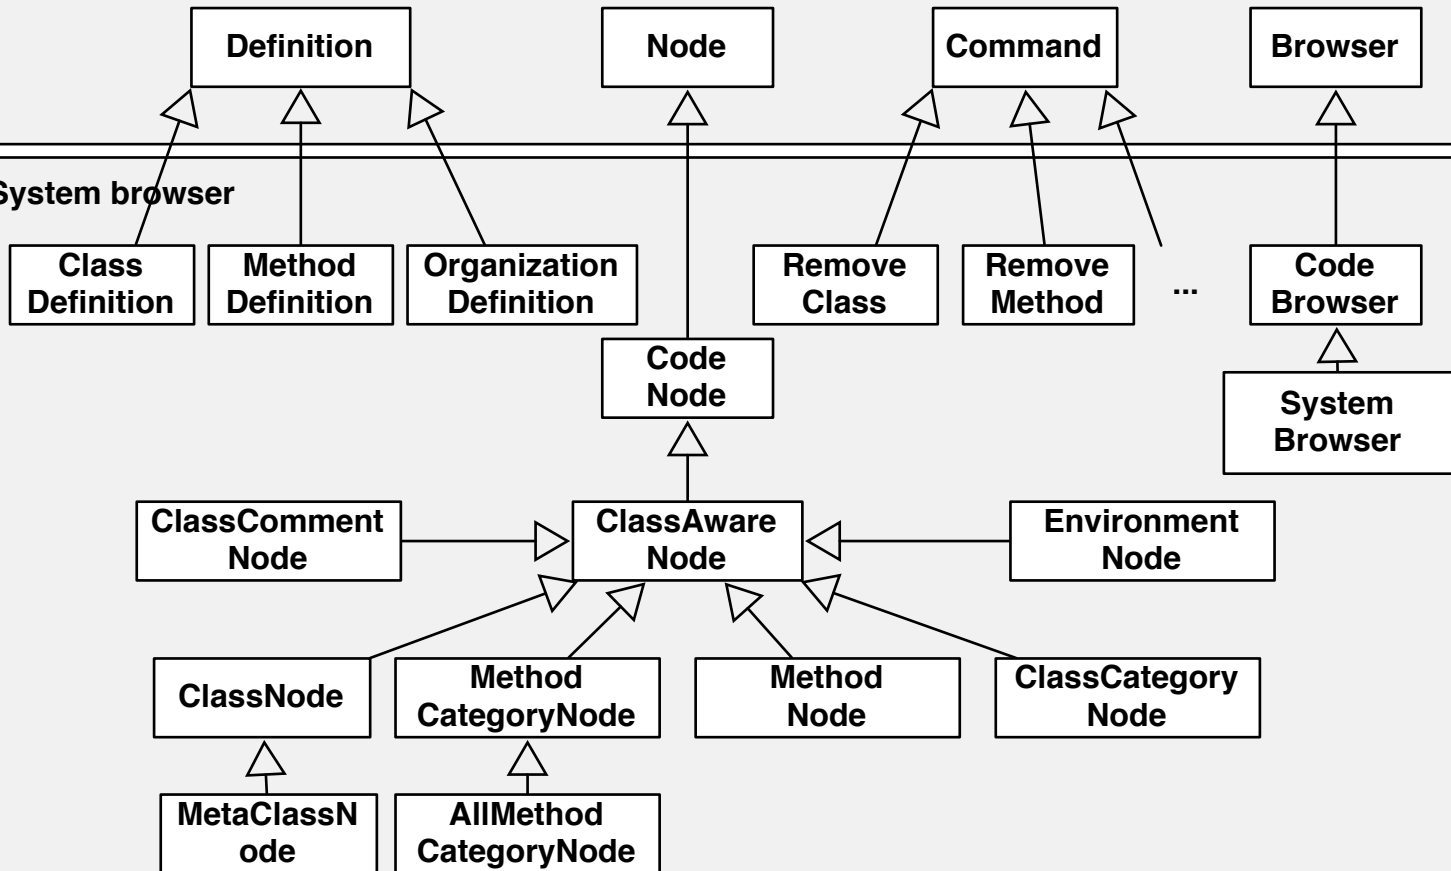 Definition
Node
Command
Browser
System browser
Class
Definition
Method
Definition
Organization
Definition
Remove
Class
Remove
Method
...
Code
Browser
Code
Node
System
Browser
ClassComment
Node
ClassAware
Node
Environment
Node
ClassNode
Method
CategoryNode
Method
Node
ClassCategory
Node
MetaClassN
ode
AllMethod
CategoryNode